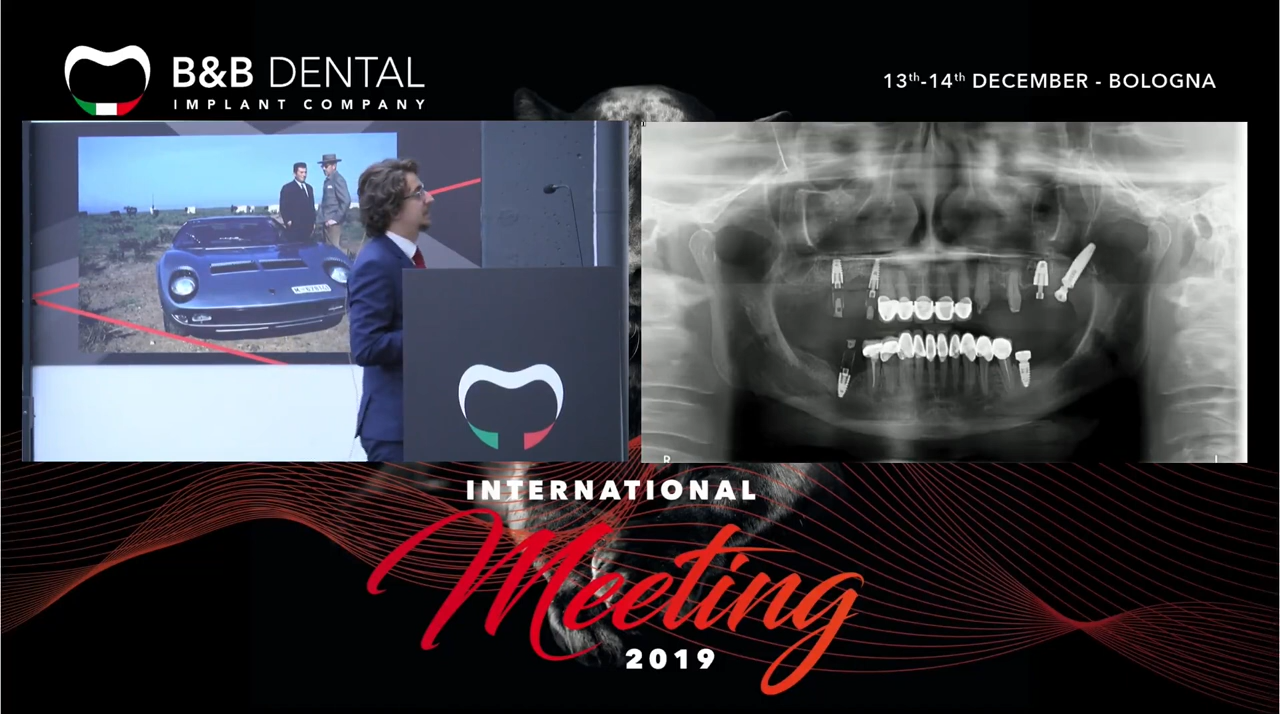 B&B DENTAL
IMPLANT COMPANY
13th-14th DECEMBER - BOLOGNA
R
L
INTERNATIONAL
Meeting
2019